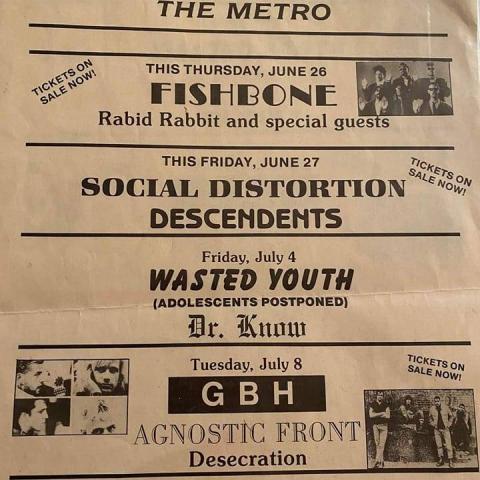 THE METRO
TICKETS ON
SALE NOW!
THIS THURSDAY, JUNE 26
FISHBONE
Rabid Rabbit and special guests
THIS FRIDAY, JUNE 27
TICKETS ON
SALE NOW!
SOCIAL DISTORTION
DESCENDENTS
Friday, July 4
WASTED YOUTH
(ADOLESCENTS POSTPONED)
Dr. Know
Tuesday, July 8
TICKETS ON
SALE NOW!
GBH
AGNOSTIC FRONT
Desecration